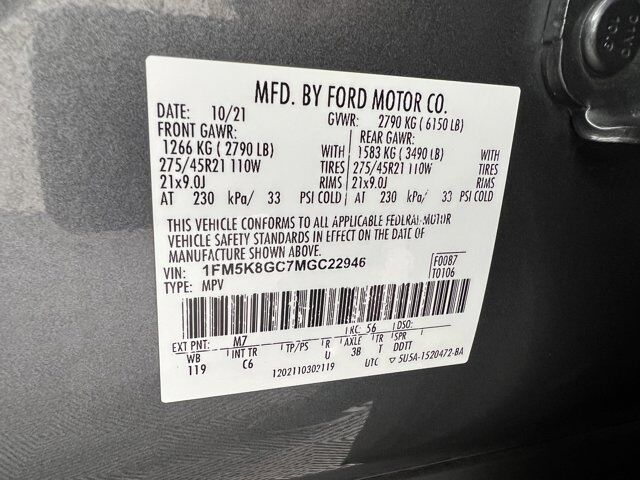 MFD. BY FORD MOTOR CO.
DATE: 10/21 GVWR: 2790 KG ( 6150 LB)
FRONT GAWR: REAR GAWR:
1266 KG ( 2790 LB) WITH 1583 KG ( 3490 LB) WITH
275/45R21 110W TIRES 275/45R21 110W TIRES
21x9.0J RIMS 21x9.0J RIMS
AT 230 kPa/ 33 PSI COLD AT 230 kPa/ 33 PSI COLD
THIS VEHICLE CONFORMS TO ALL APPLICABLE FEDERAL MOTOR
VEHICLE SAFETY STANDARDS IN EFFECT ON THE DATE OF
MANUFACTURE SHOWN ABOVE.
VIN: 1FM5K8GC7MGC22946 F0087
TYPE: MPV T0106
EXT PNT: M7 RC: 56 DSO:
WB INT TR TP/PS R AXLE TR SPR
119 C6 U 3B T DDTT
1202110302119 UTC ▽ 5U5A-1520472-BA